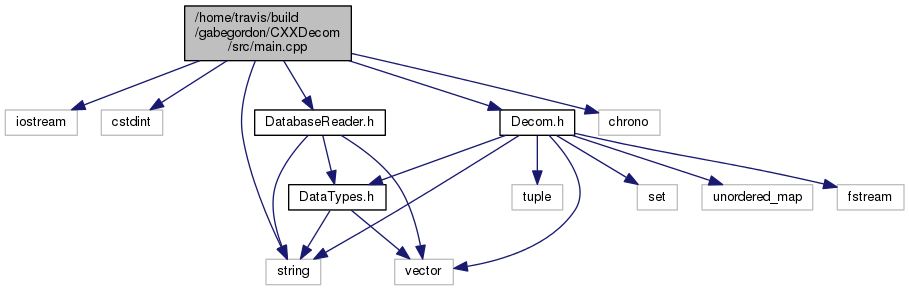 /home/travis/build
/gabegordon/CXXDecom
/src/main.cpp
iostream
cstdint
DatabaseReader.h
Decom.h
chrono
DataTypes.h
tuple
set
unordered_map
fstream
string
vector